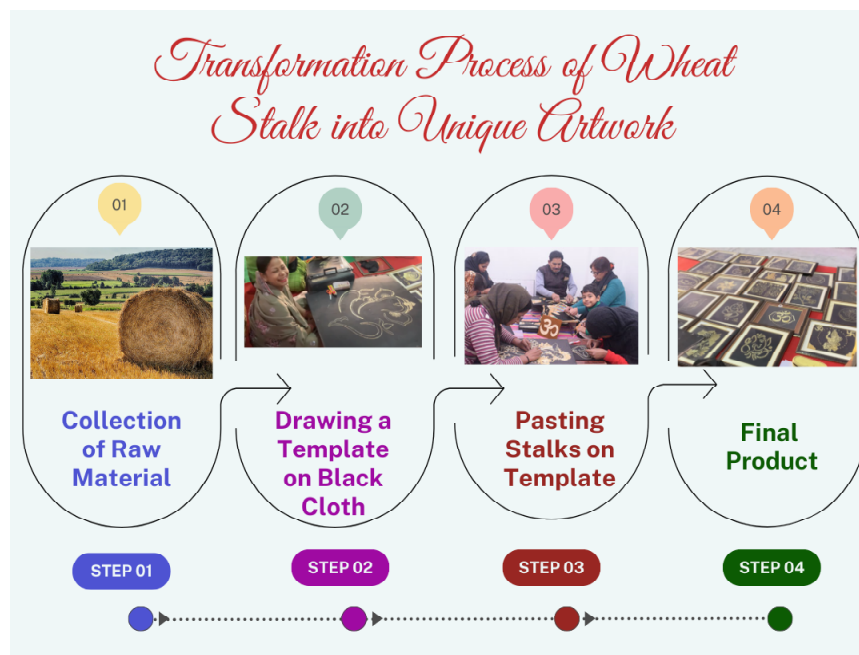 Transformation Process of Wheat
Stalk into Unique Artwork
01
02
03
04
ॐ
Collection
of Raw
Material
Drawing a
Template
on Black
Cloth
Pasting
Stalks on
Template
Final
Product
STEP 01
STEP 02
STEP 03
STEP 04